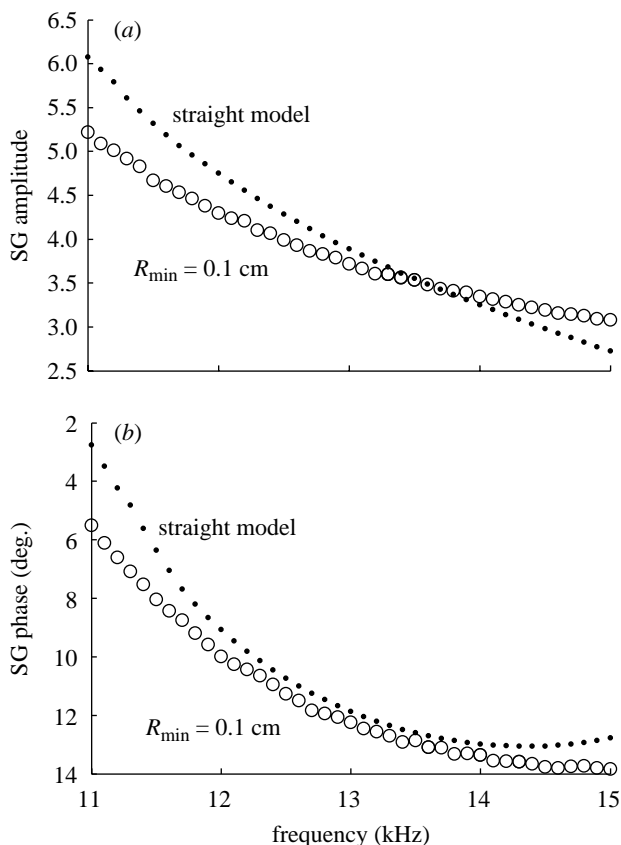 (a)
6.5
6.0
5.5
straight model
5.0
SG amplitude
4.5
4.0
Rmin = 0.1 cm
3.5
3.0
2.5
2
(b)
4
straight model
6
SG phase (deg.)
8
10
Rmin = 0.1 cm
12
14
11 12 13 14 15
frequency (kHz)